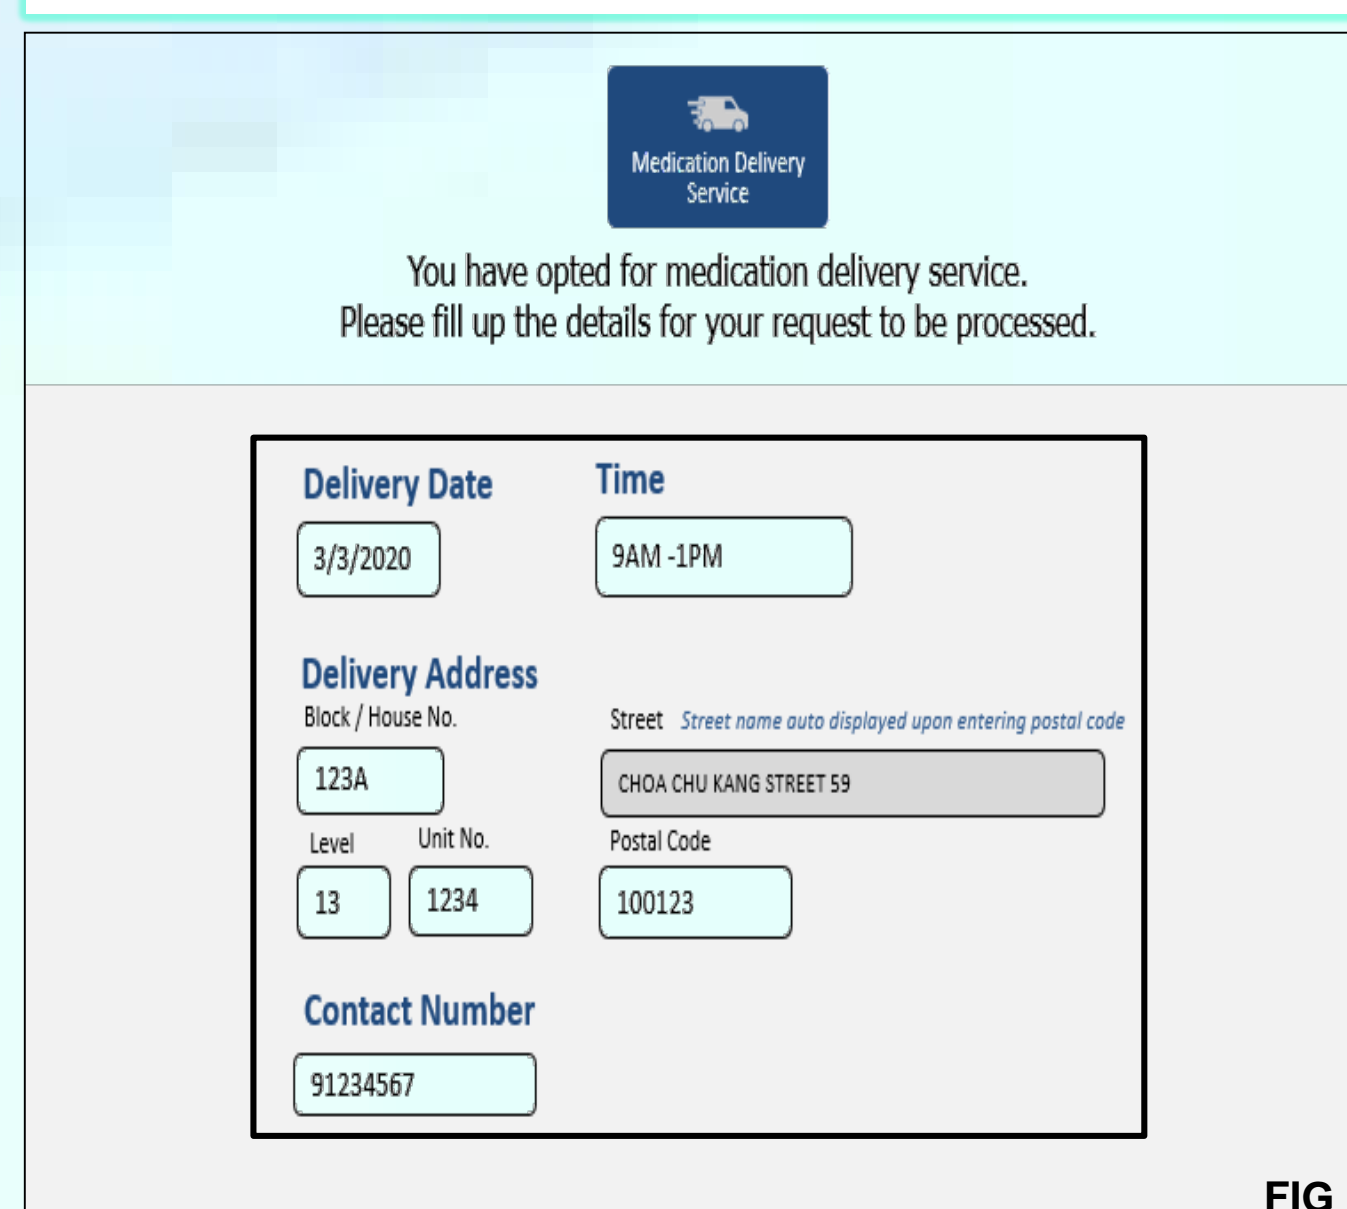 Medication Delivery
Service
You have opted for medication delivery service.
Please fill up the details for your request to be processed.
Delivery Date
Time
3/3/2020
9AM -1PM
Delivery Address
Block / House No.
Street Street name auto displayed upon entering postal code
123A
CHOA CHU KANG STREET 59
Level
Unit No.
Postal Code
13
1234
100123
Contact Number
91234567
FIG